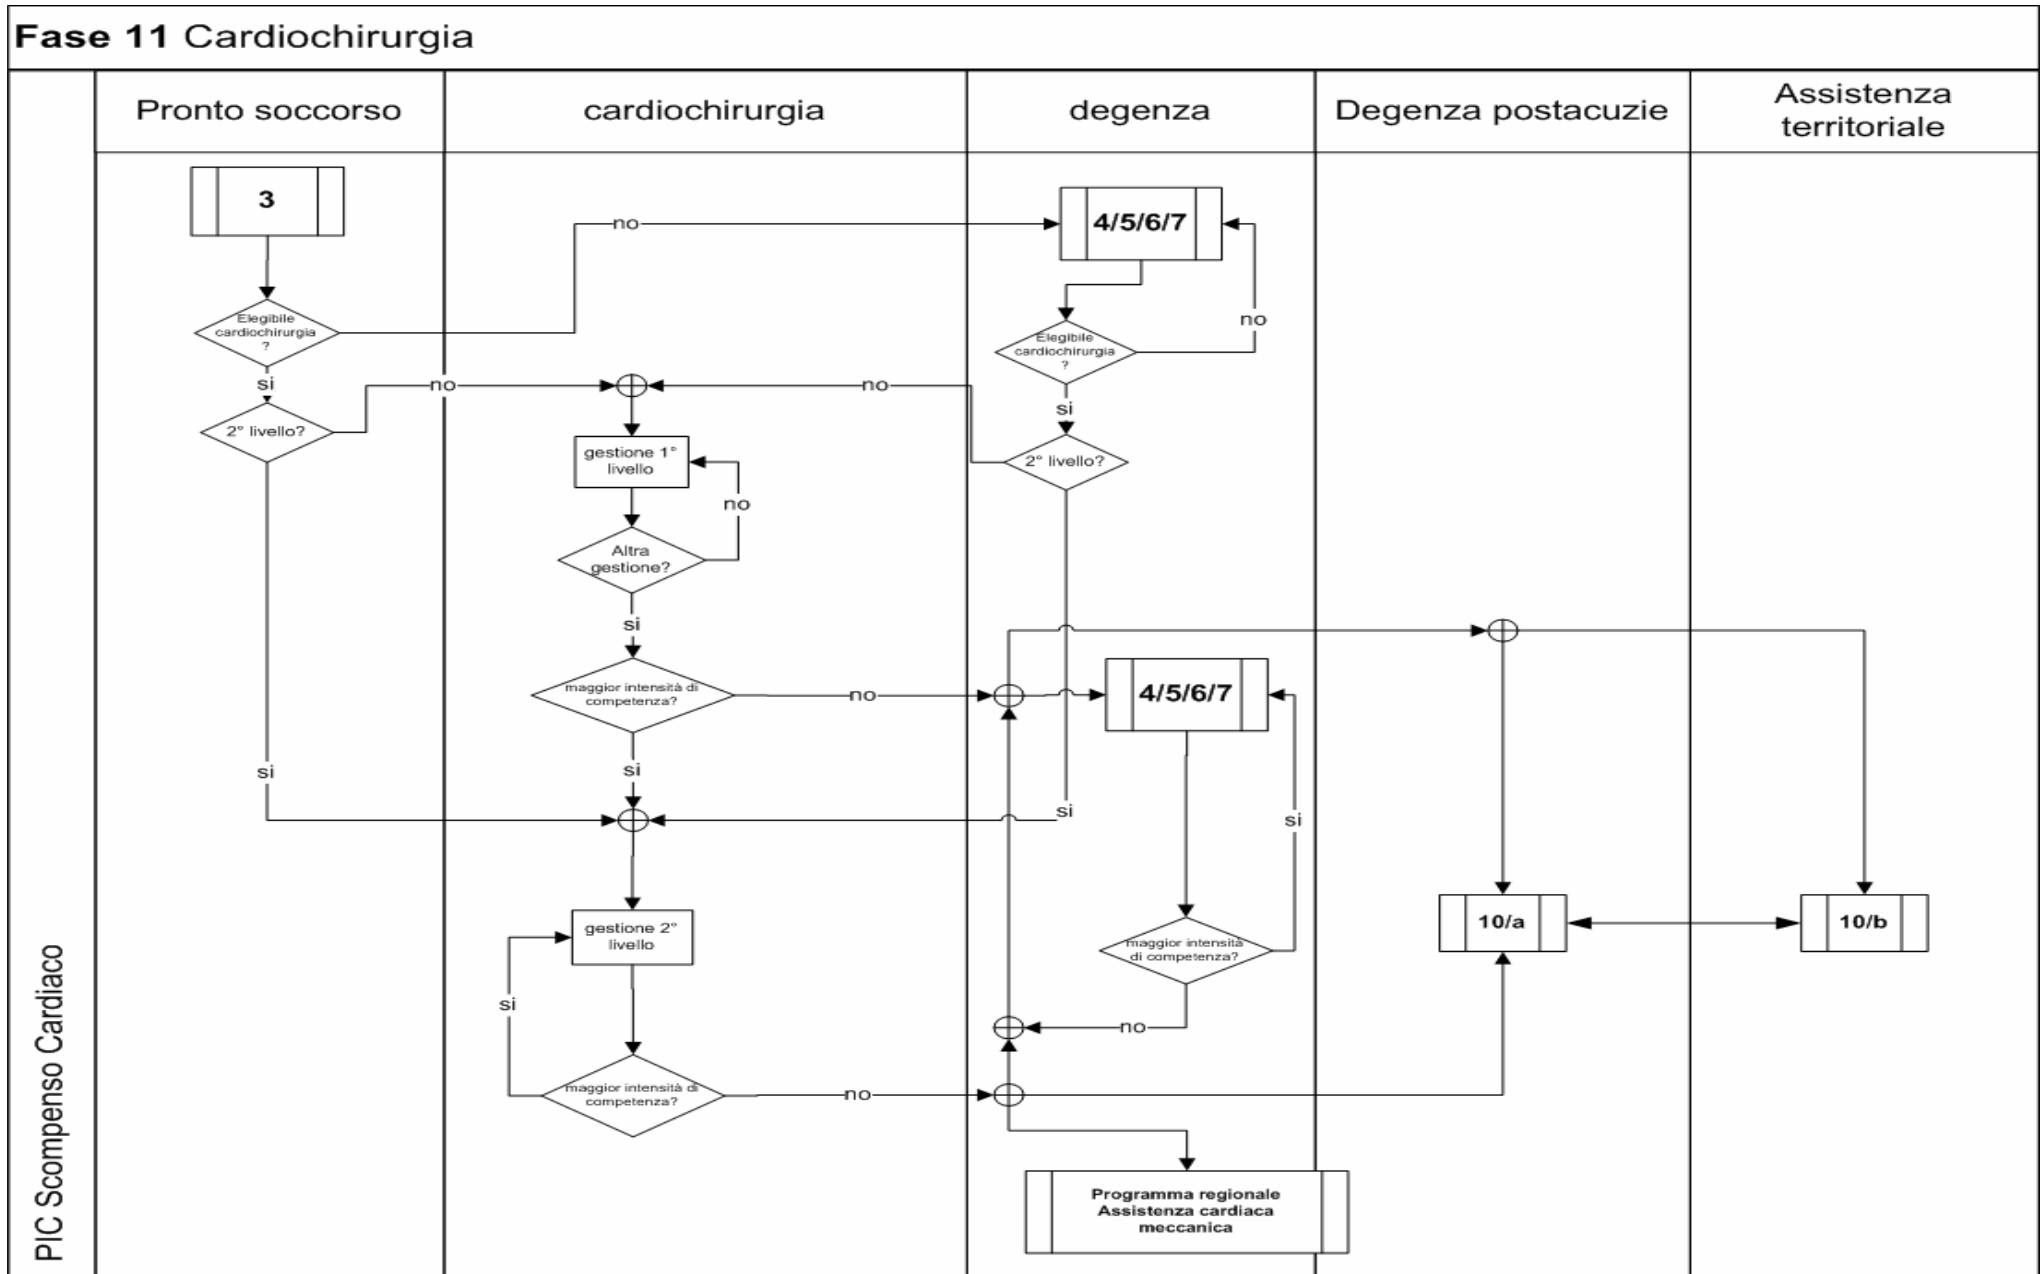 Fase 11 Cardiochirurgia
Pronto soccorso
cardiochirurgia
degenza
Degenza postacuzie
Assistenza
territoriale
3
4/5/6/7
no
Elegibile
cardiochirurgia
?
no
Elegibile
cardiochirurgia
?
si
no
no
si
2° livello?
gestione 1°
livello
2° livello?
no
Altra
gestione?
si
maggior intensità di
competenza?
no
4/5/6/7
si
si
si
si
gestione 2°
livello
10/a
10/b
maggior intensità
di competenza?
si
no
maggior intensità di
competenza?
no
Programma regionale
Assistenza cardiaca
meccanica
PIC Scompenso Cardiaco